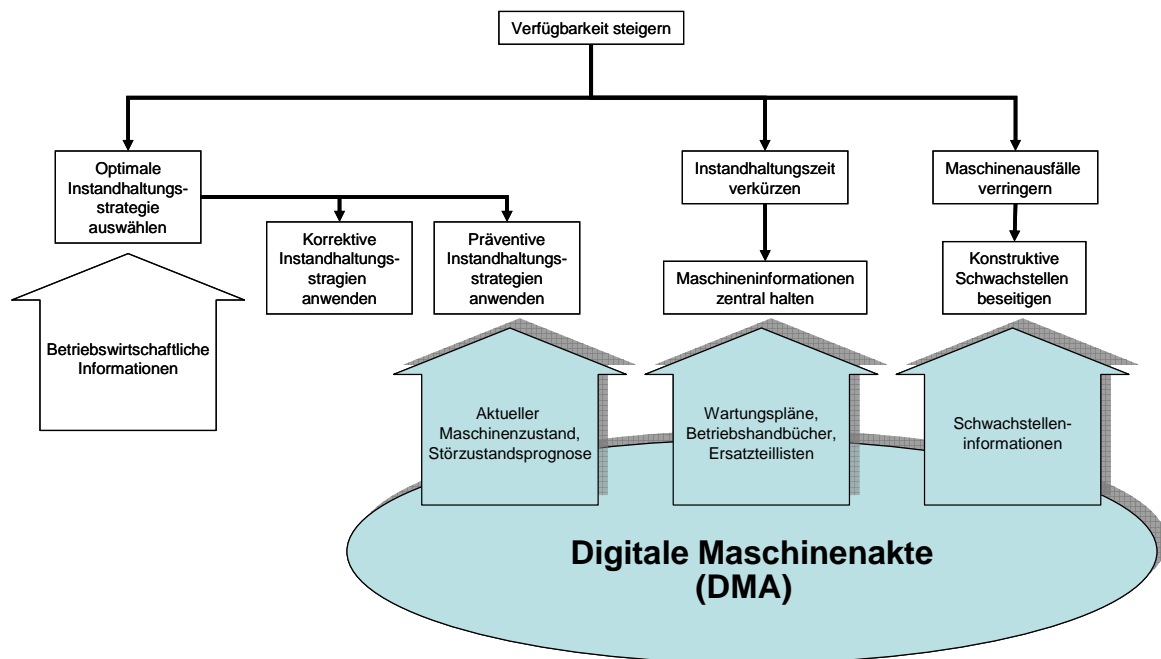 Verfügbarkeit steigern
Optimale
Instandhaltungs-
strategie
auswählen
Instandhaltungszeit
verkürzen
Maschinenausfälle
verringern
Korrektive
Instandhaltungs-
stragien
anwenden
Präventive
Instandhaltungs-
strategien
anwenden
Maschineninformationen
zentral halten
Konstruktive
Schwachstellen
beseitigen
Betriebswirtschaftliche
Informationen
Aktueller
Maschinenzustand,
Störzustandsprognose
Wartungspläne,
Betriebshandbücher,
Ersatzteillisten
Schwachstellen-
informationen
Digitale Maschinenakte
(DMA)